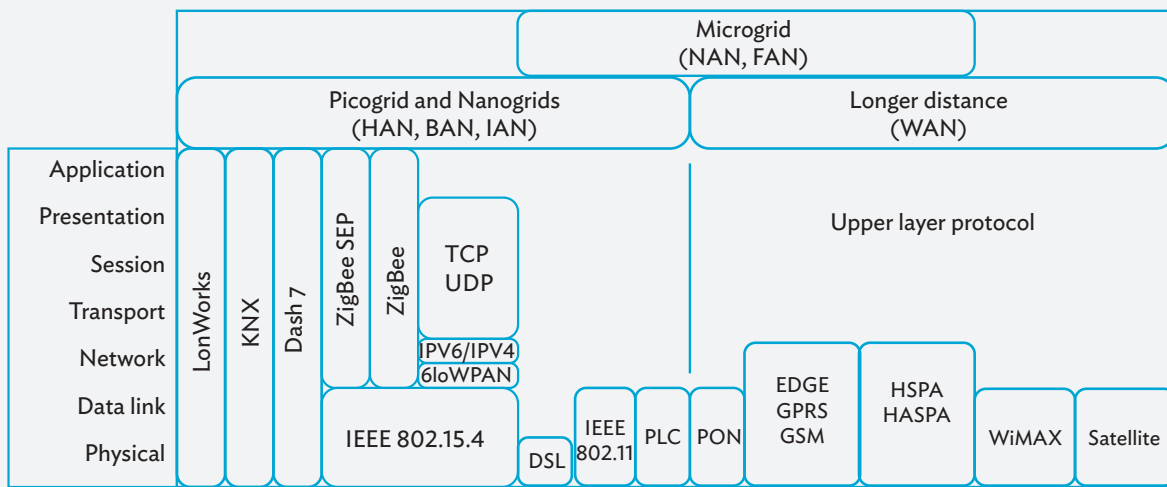 Microgrid
(NAN, FAN)
Picogrid and Nanogrids
(HAN, BAN, IAN)
Longer distance
(WAN)
Application
Presentation
Session
Transport
Network
Data link
Physical
LonWorks
KNX
Dash 7
ZigBee SEP
ZigBee
TCP
UDP
IPV6/IPV4
6loWPAN
IEEE 802.15.4
DSL
IEEE
802.11
PLC
Upper layer protocol
PON
EDGE
GPRS
GSM
HSPA
HASPA
WiMAX
Satellite